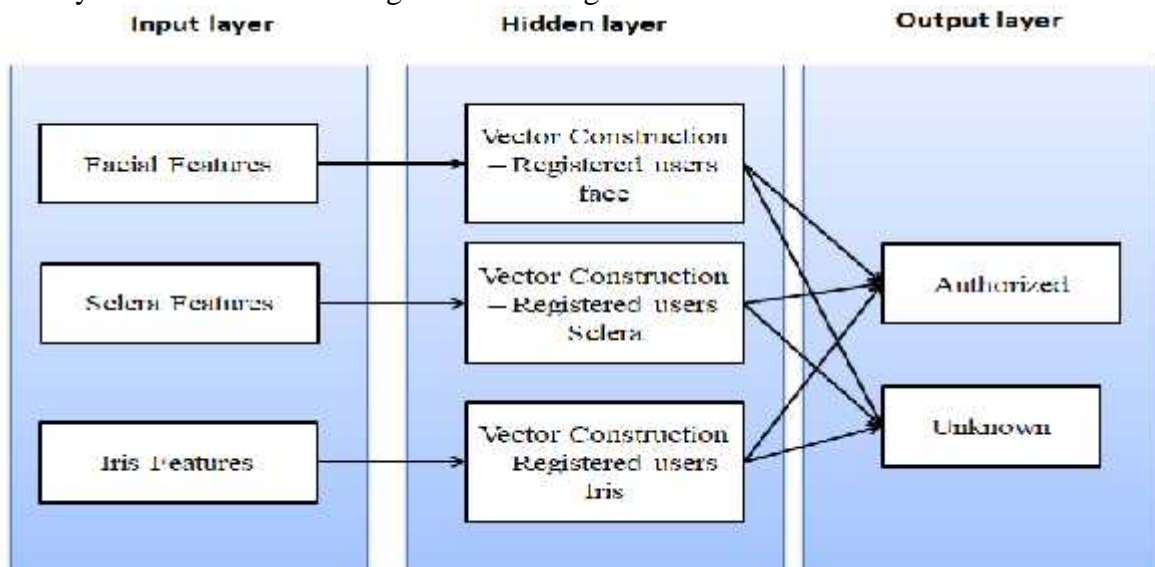 Input layer
Hidden layer
Output layer
Facial Features
Vector Construction
– Registered users
face
Sclera Features
Vector Construction
– Registered users
Sclera
Iris Features
Vector Construction
Registered users
Iris
Authorized
Unknown